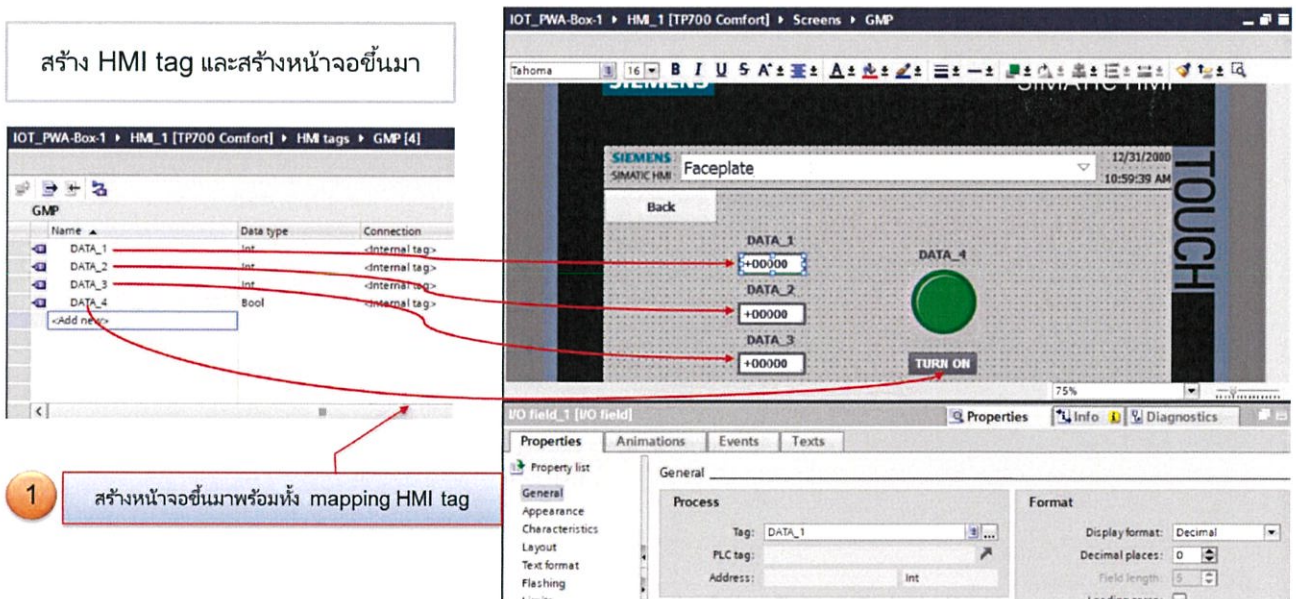 สร้าง HMI tag และสร้างหน้าจอขึ้นมา
IOT_PWA-Box-1 ▸ HMI_1 [TP700 Comfort] ▸ HMI tags ▸ GMP [4]
GMP
Name Data type Connection
DATA_1 Int <Internal tag>
DATA_2 Int <Internal tag>
DATA_3 Int <Internal tag>
DATA_4 Bool <Internal tag>
<Add new>
1
สร้างหน้าจอขึ้นมาพร้อมทั้ง mapping HMI tag
IOT_PWA-Box-1 ▸ HMI_1 [TP700 Comfort] ▸ Screens ▸ GMP
Tahoma 16 B I U S A
SIEMENS SIMATIC HMI
TOUCH
SIEMENS
SIMATIC HMI
Faceplate
12/31/2000
10:59:39 AM
Back
DATA_1
+00000
DATA_2
+00000
DATA_3
+00000
DATA_4
TURN ON
75%
I/O field_1 [I/O field]
Properties Info Diagnostics
Properties Animations Events Texts
Property list
General
Appearance
Characteristics
Layout
Text format
Flashing
Limits
General
Process
Tag: DATA_1
PLC tag:
Address: Int
Format
Display format: Decimal
Decimal places: 0
Field length: 5
Leading zeros: